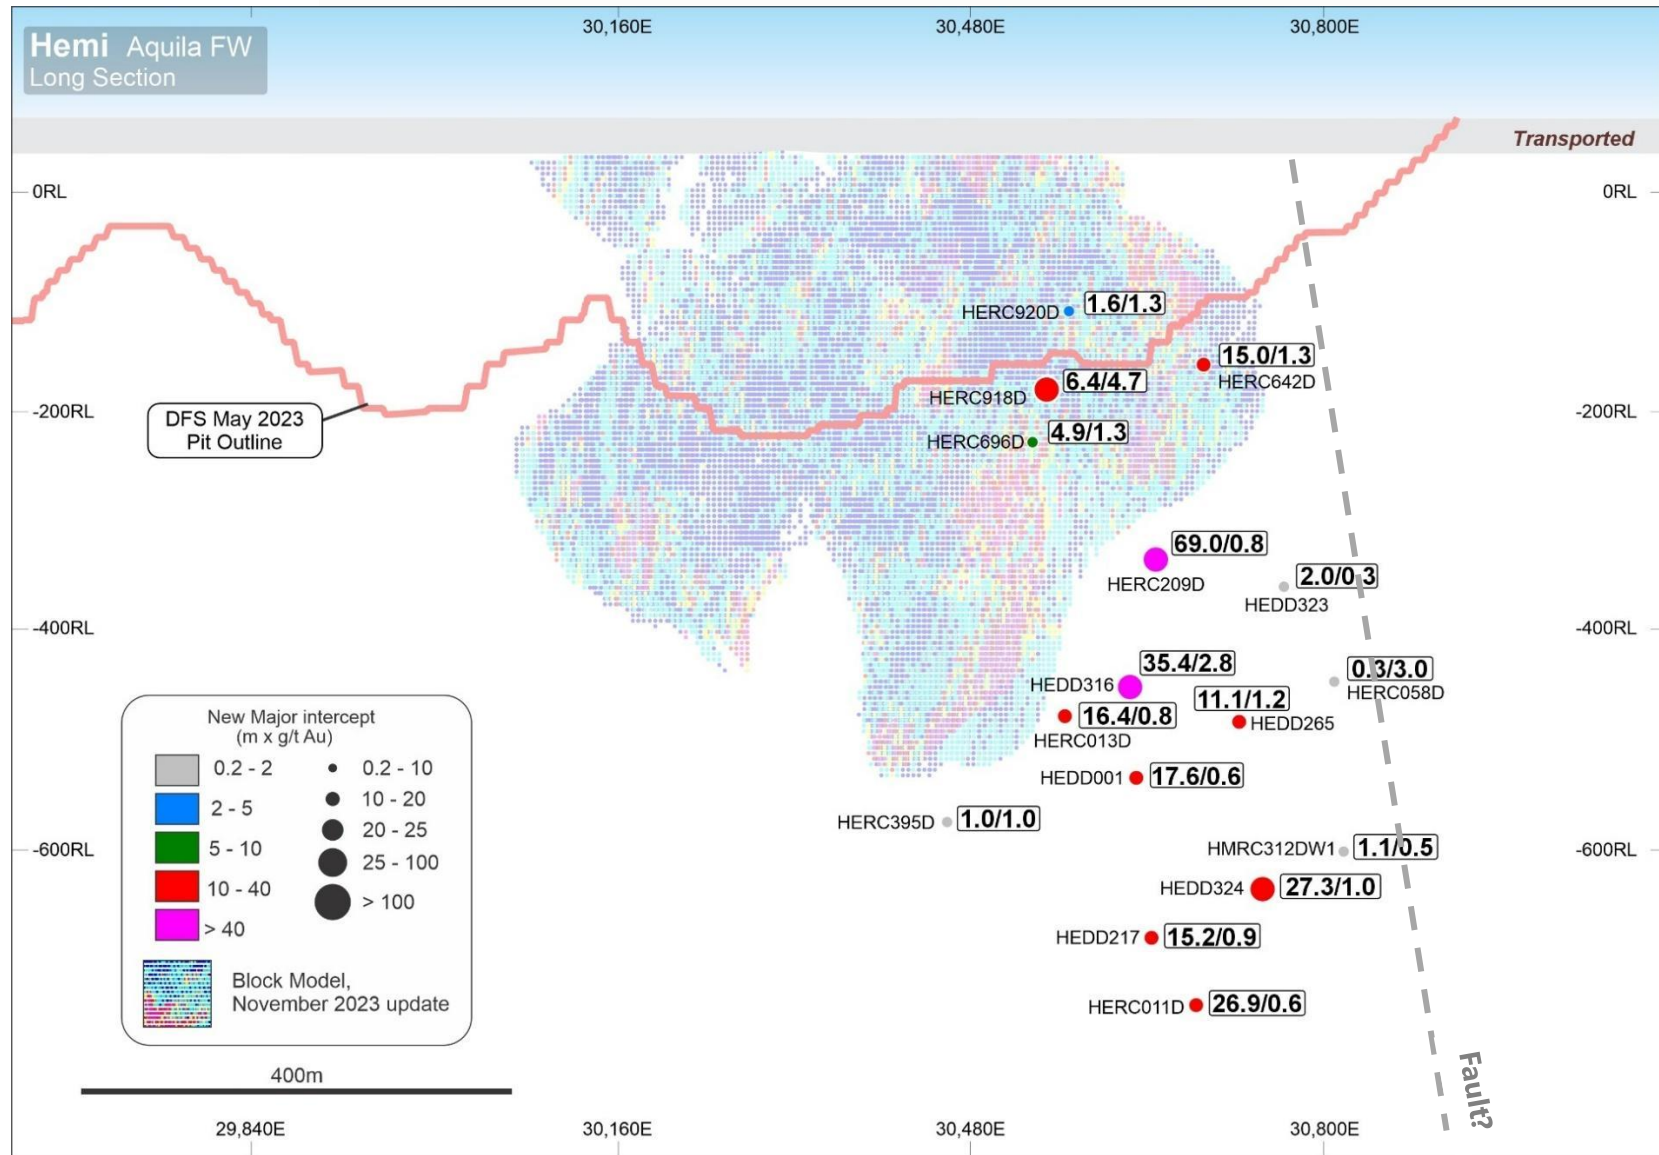 30,160E
30,480E
30,800E
Hemi Aquila FW
Long Section
Transported
0RL
0RL
HERC920D
1.6/1.3
15.0/1.3
HERC642D
6.4/4.7
HERC918D
-200RL
-200RL
DFS May 2023
Pit Outline
4.9/1.3
HERC696D
69.0/0.8
HERC209D
2.0/0.3
HEDD323
-400RL
-400RL
35.4/2.8
HEDD316
0.3/3.0
HERC058D
11.1/1.2
HEDD265
16.4/0.8
HERC013D
HEDD001
17.6/0.6
HERC395D
1.0/1.0
-600RL
-600RL
HMRC312DW1
1.1/0.5
HEDD324
27.3/1.0
HEDD217
15.2/0.9
HERC011D
26.9/0.6
New Major intercept
(m x g/t Au)
0.2 - 2
2 - 5
5 - 10
10 - 40
> 40
0.2 - 10
10 - 20
20 - 25
25 - 100
> 100
Block Model,
November 2023 update
400m
Fault?
29,840E
30,160E
30,480E
30,800E